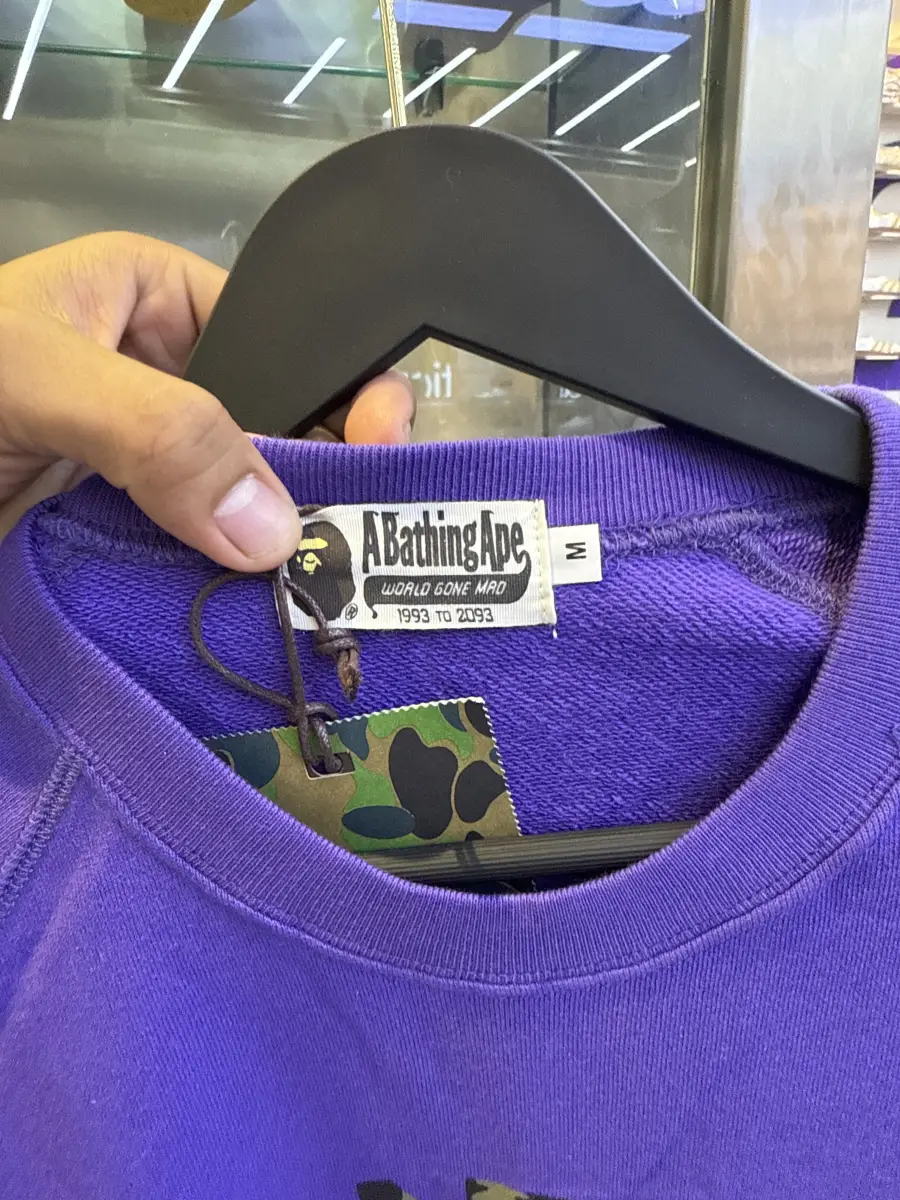 A Bathing Ape
®
WORLD GONE MAD
1993 TO 2093
M